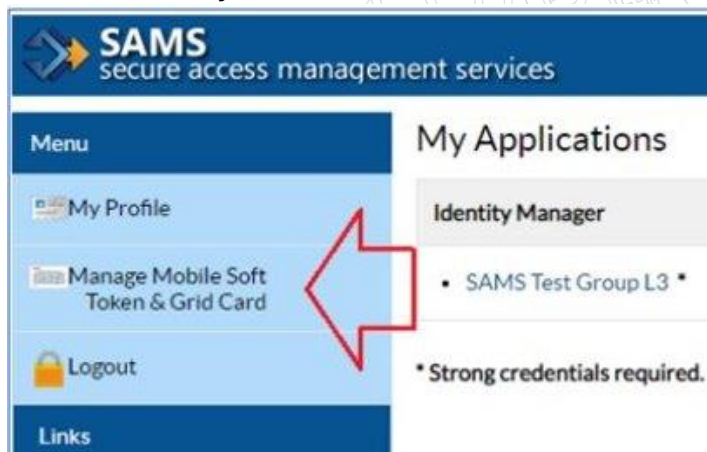 SAMS
secure access management services
Menu
My Profile
Manage Mobile Soft
Token & Grid Card
Logout
Links
My Applications
Identity Manager
• SAMS Test Group L3 *
* Strong credentials required.